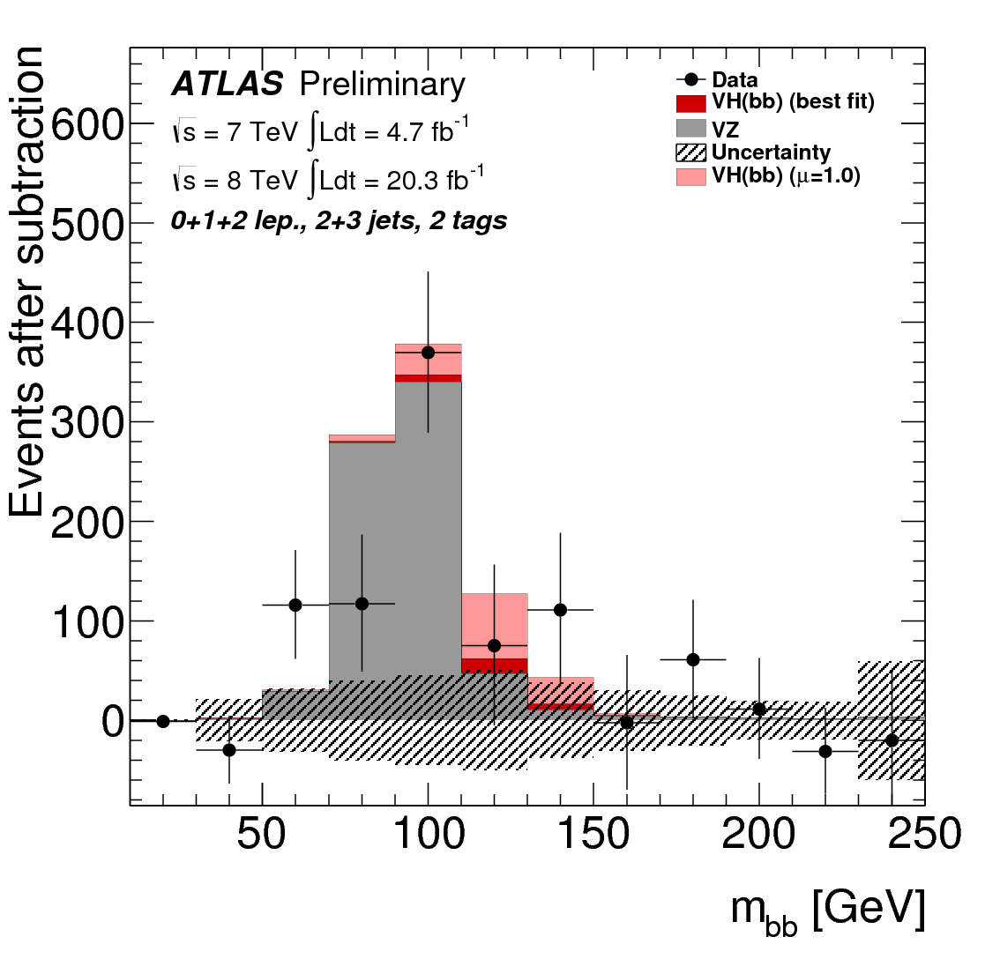 Events after subtraction
ATLAS Preliminary
√s = 7 TeV ∫Ldt = 4.7 fb⁻¹
√s = 8 TeV ∫Ldt = 20.3 fb⁻¹
0+1+2 lep., 2+3 jets, 2 tags
Data
VH(bb) (best fit)
VZ
Uncertainty
VH(bb) (μ=1.0)
600
500
400
300
200
100
0
50 100 150 200 250
m_bb [GeV]